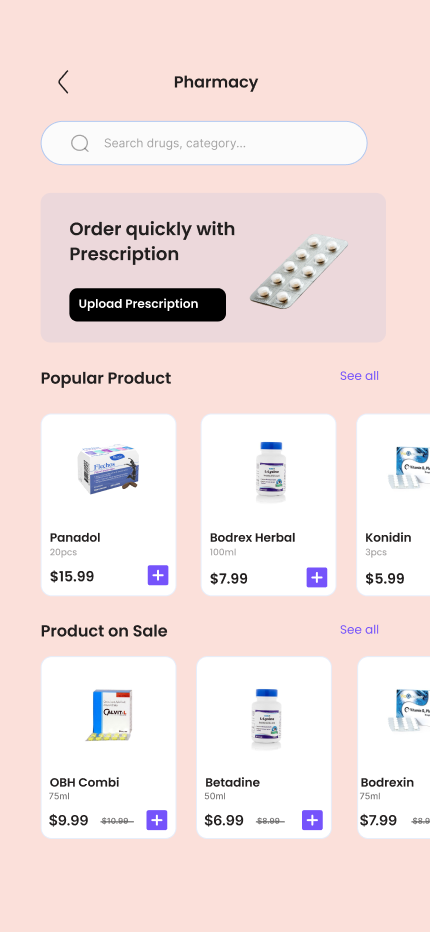 Pharmacy
Search drugs, category...
Order quickly with
Prescription
Upload Prescription
Popular Product
See all
Panadol
20pcs
$15.99
Bodrex Herbal
100ml
$7.99
Konidin
3pcs
$5.99
Product on Sale
See all
CALVIT-L
OBH Combi
75ml
$9.99 $10.99
L-Lysine
Betadine
50ml
$6.99 $8.99
Bodrexin
75ml
$7.99